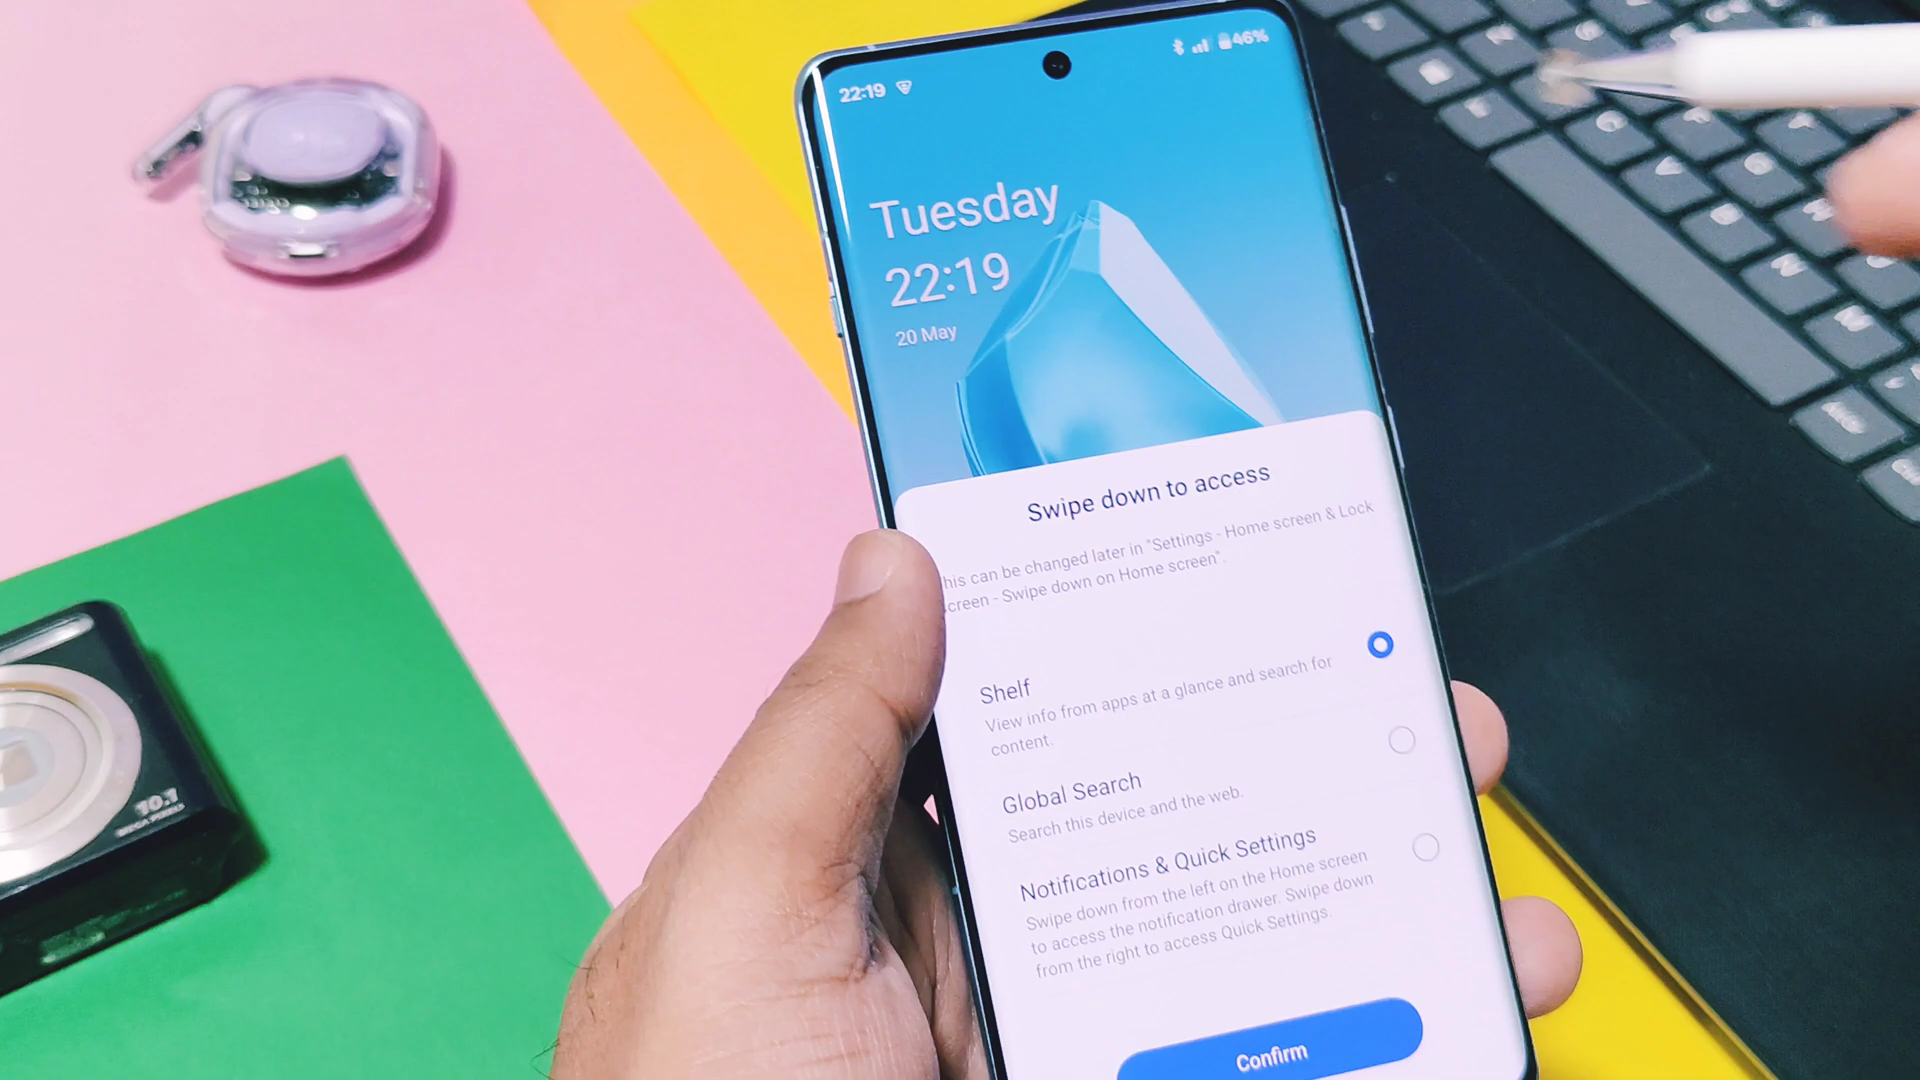 22:19
46%
Tuesday
22:19
20 May
Swipe down to access
his can be changed later in "Settings - Home screen & Lock
creen - Swipe down on Home screen".
Shelf
View info from apps at a glance and search for
content.
Global Search
Search this device and the web.
Notifications & Quick Settings
Swipe down from the left on the Home screen
to access the notification drawer. Swipe down
from the right to access Quick Settings.
Confirm
10.1
MEGA PIXELS